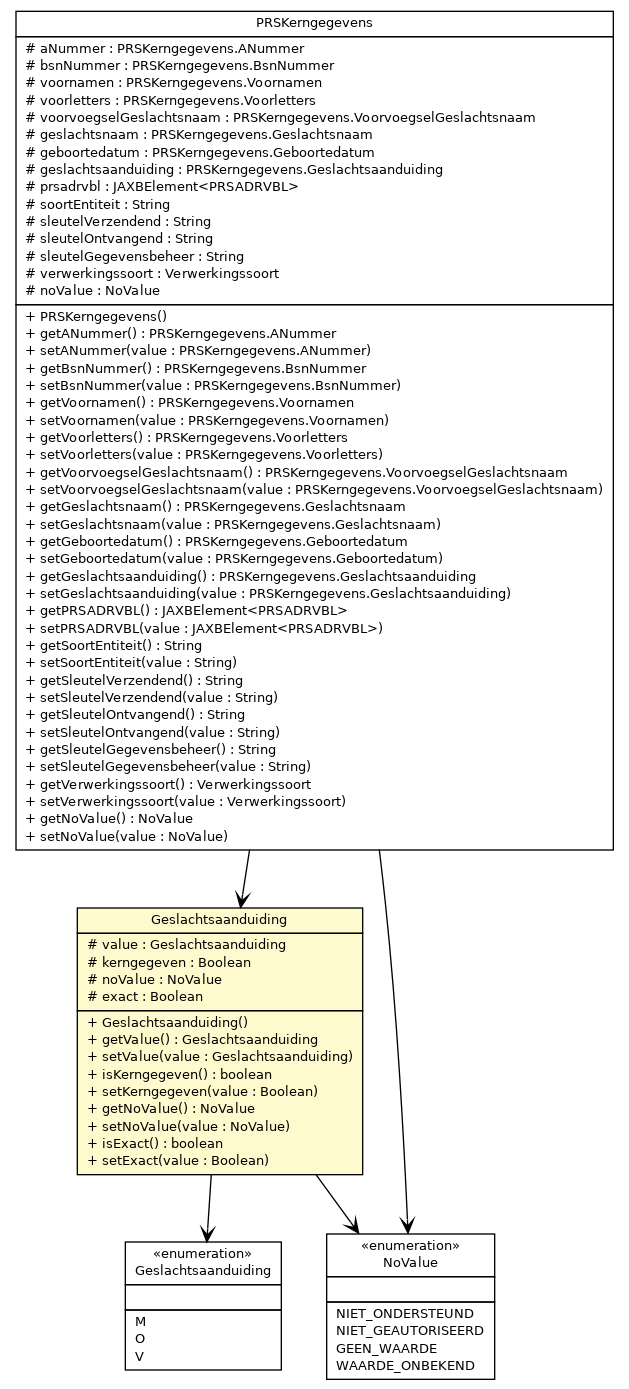 PRSKerngegevens
# aNummer : PRSKerngegevens.ANummer
# bsnNummer : PRSKerngegevens.BsnNummer
# voornamen : PRSKerngegevens.Voornamen
# voorletters : PRSKerngegevens.Voorletters
# voorvoegselGeslachtsnaam : PRSKerngegevens.VoorvoegselGeslachtsnaam
# geslachtsnaam : PRSKerngegevens.Geslachtsnaam
# geboortedatum : PRSKerngegevens.Geboortedatum
# geslachtsaanduiding : PRSKerngegevens.Geslachtsaanduiding
# prsadrvbl : JAXBElement<PRSADRVBL>
# soortEntiteit : String
# sleutelVerzendend : String
# sleutelOntvangend : String
# sleutelGegevensbeheer : String
# verwerkingssoort : Verwerkingssoort
# noValue : NoValue
+ PRSKerngegevens()
+ getANummer() : PRSKerngegevens.ANummer
+ setANummer(value : PRSKerngegevens.ANummer)
+ getBsnNummer() : PRSKerngegevens.BsnNummer
+ setBsnNummer(value : PRSKerngegevens.BsnNummer)
+ getVoornamen() : PRSKerngegevens.Voornamen
+ setVoornamen(value : PRSKerngegevens.Voornamen)
+ getVoorletters() : PRSKerngegevens.Voorletters
+ setVoorletters(value : PRSKerngegevens.Voorletters)
+ getVoorvoegselGeslachtsnaam() : PRSKerngegevens.VoorvoegselGeslachtsnaam
+ setVoorvoegselGeslachtsnaam(value : PRSKerngegevens.VoorvoegselGeslachtsnaam)
+ getGeslachtsnaam() : PRSKerngegevens.Geslachtsnaam
+ setGeslachtsnaam(value : PRSKerngegevens.Geslachtsnaam)
+ getGeboortedatum() : PRSKerngegevens.Geboortedatum
+ setGeboortedatum(value : PRSKerngegevens.Geboortedatum)
+ getGeslachtsaanduiding() : PRSKerngegevens.Geslachtsaanduiding
+ setGeslachtsaanduiding(value : PRSKerngegevens.Geslachtsaanduiding)
+ getPRSADRVBL() : JAXBElement<PRSADRVBL>
+ setPRSADRVBL(value : JAXBElement<PRSADRVBL>)
+ getSoortEntiteit() : String
+ setSoortEntiteit(value : String)
+ getSleutelVerzendend() : String
+ setSleutelVerzendend(value : String)
+ getSleutelOntvangend() : String
+ setSleutelOntvangend(value : String)
+ getSleutelGegevensbeheer() : String
+ setSleutelGegevensbeheer(value : String)
+ getVerwerkingssoort() : Verwerkingssoort
+ setVerwerkingssoort(value : Verwerkingssoort)
+ getNoValue() : NoValue
+ setNoValue(value : NoValue)
Geslachtsaanduiding
# value : Geslachtsaanduiding
# kerngegeven : Boolean
# noValue : NoValue
# exact : Boolean
+ Geslachtsaanduiding()
+ getValue() : Geslachtsaanduiding
+ setValue(value : Geslachtsaanduiding)
+ isKerngegeven() : boolean
+ setKerngegeven(value : Boolean)
+ getNoValue() : NoValue
+ setNoValue(value : NoValue)
+ isExact() : boolean
+ setExact(value : Boolean)
«enumeration»
Geslachtsaanduiding
M
O
V
«enumeration»
NoValue
NIET_ONDERSTEUND
NIET_GEAUTORISEERD
GEEN_WAARDE
WAARDE_ONBEKEND